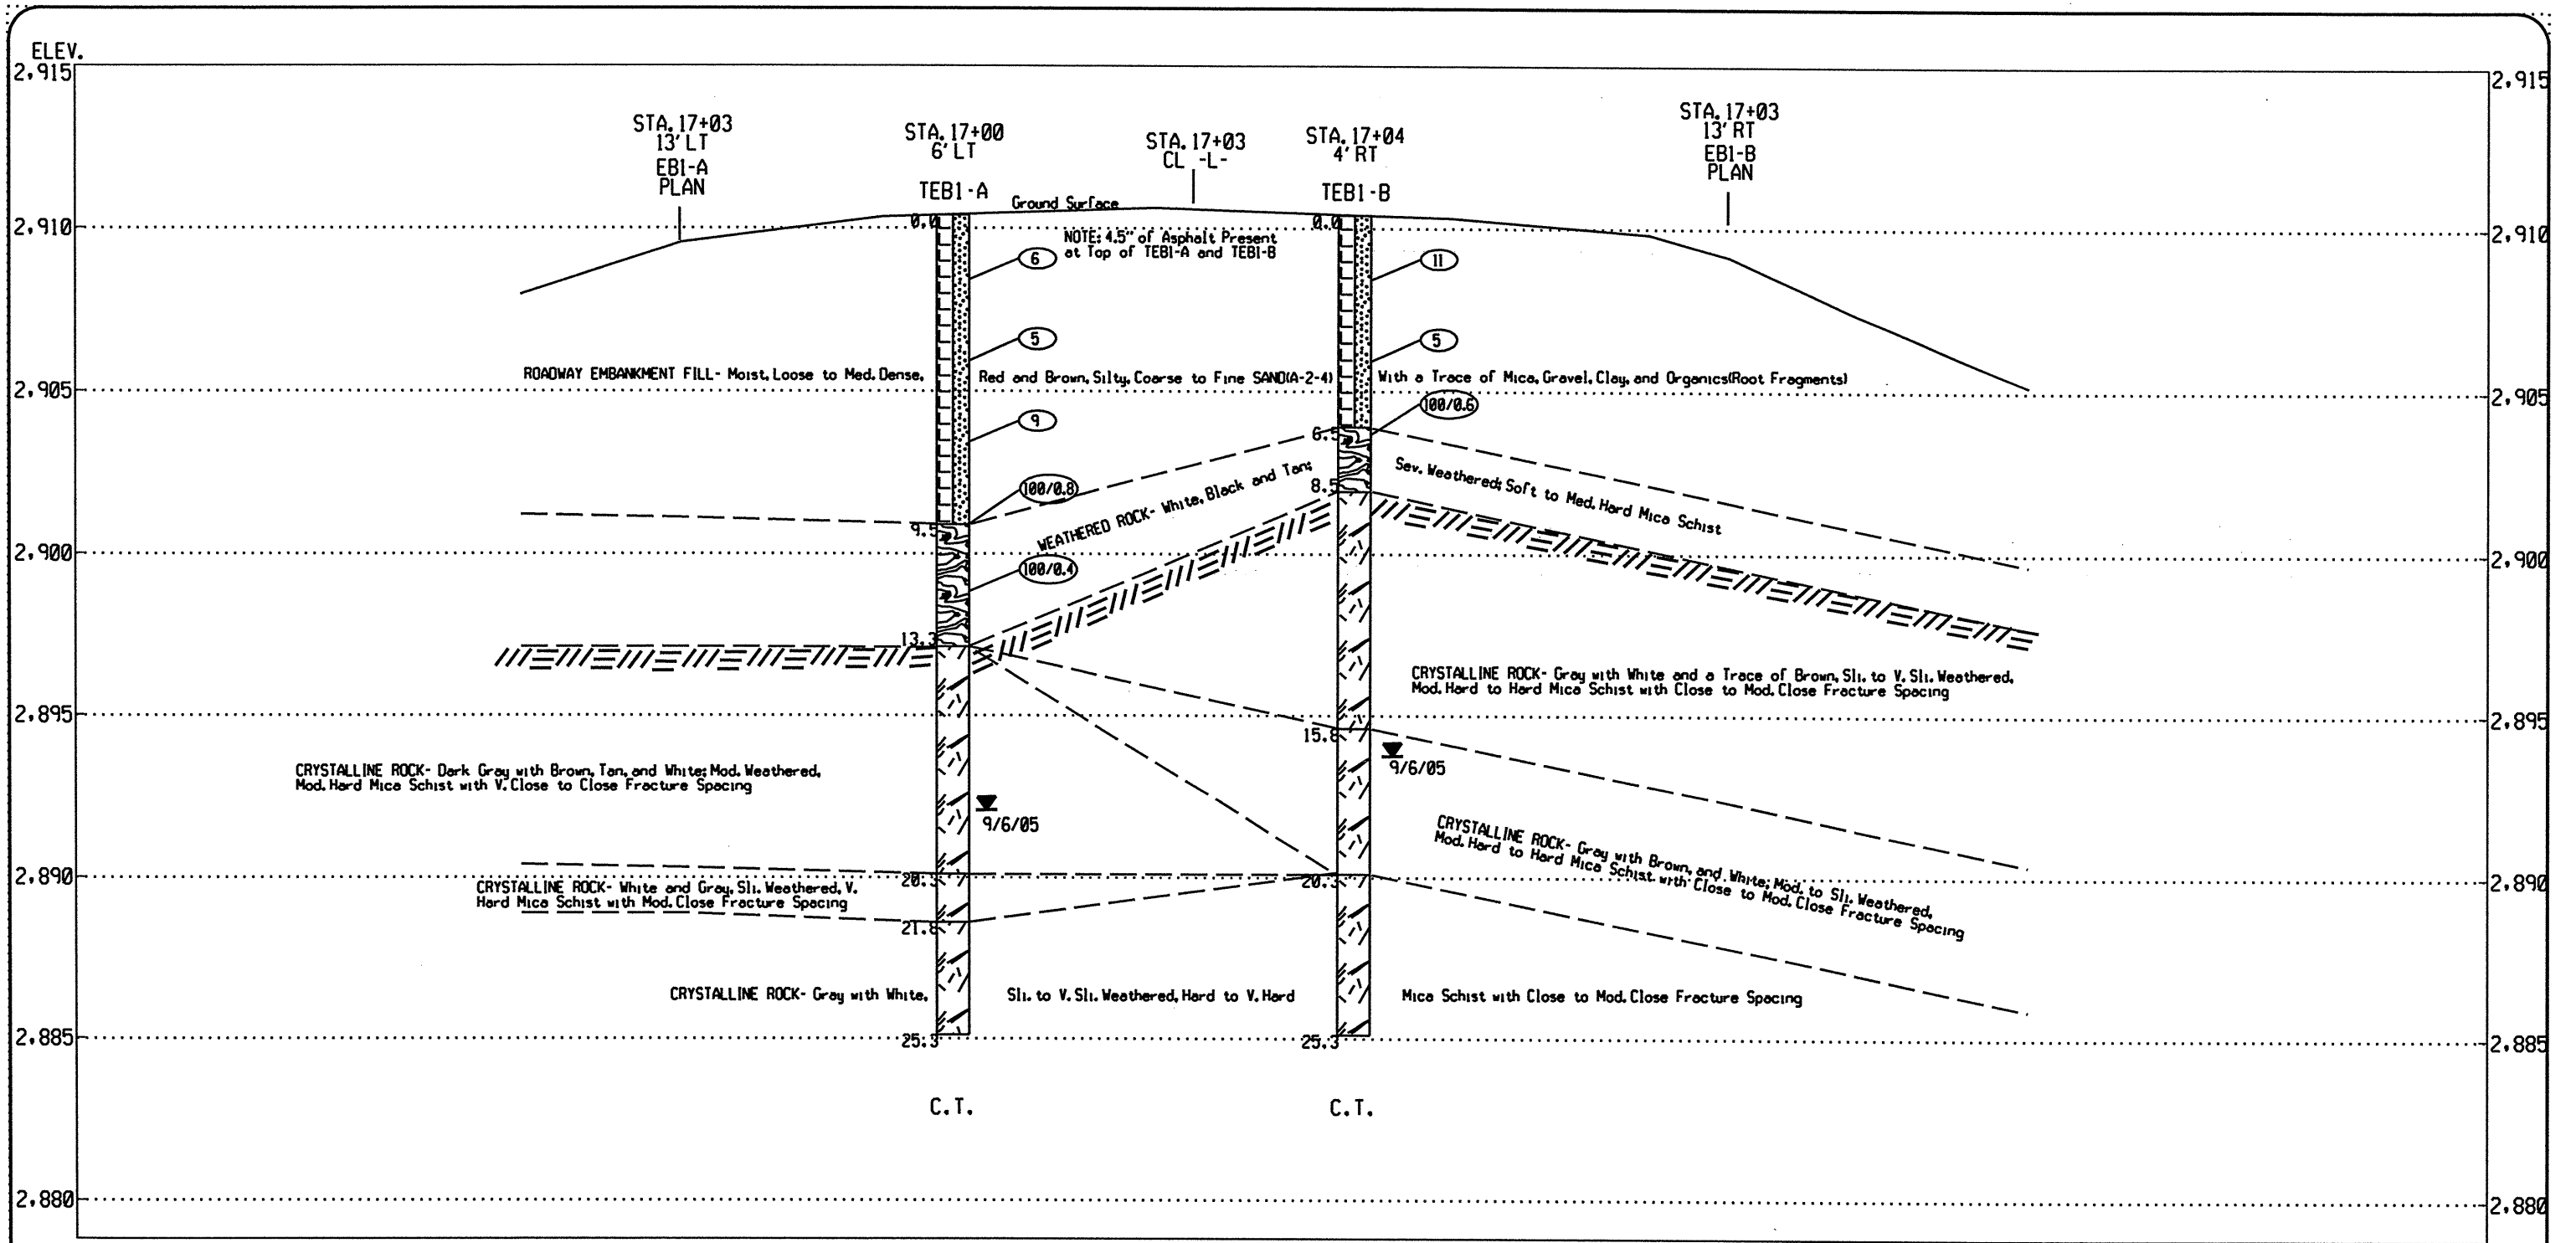 ELEV.
2,915
2,915
STA. 17+03
13' LT
EB1-A
PLAN
STA. 17+00
6' LT
TEB1-A
STA. 17+03
CL -L-
STA. 17+04
4' RT
TEB1-B
STA. 17+03
13' RT
EB1-B
PLAN
Ground Surface
2,910
0.0
0.0
2,910
NOTE: 4.5" of Asphalt Present
at Top of TEB1-A and TEB1-B
6
11
5
5
ROADWAY EMBANKMENT FILL- Moist, Loose to Med. Dense,
Red and Brown, Silty, Coarse to Fine SAND(A-2-4)
With a Trace of Mica, Gravel, Clay, and Organics(Root Fragments)
2,905
2,905
100/0.6
9
6.5
WEATHERED ROCK- White, Black and Tan;
Sev. Weathered; Soft to Med. Hard Mica Schist
100/0.8
8.5
9.5
2,900
2,900
100/0.4
13.3
CRYSTALLINE ROCK- Gray with White and a Trace of Brown, Sli. to V. Sli. Weathered,
Mod. Hard to Hard Mica Schist with Close to Mod. Close Fracture Spacing
2,895
2,895
15.8
9/6/05
CRYSTALLINE ROCK- Dark Gray with Brown, Tan, and White; Mod. Weathered,
Mod. Hard Mica Schist with V. Close to Close Fracture Spacing
9/6/05
CRYSTALLINE ROCK- Gray with Brown, and White; Mod. to Sli. Weathered,
Mod. Hard to Hard Mica Schist with Close to Mod. Close Fracture Spacing
2,890
20.3
20.3
2,890
CRYSTALLINE ROCK- White and Gray, Sli. Weathered, V.
Hard Mica Schist with Mod. Close Fracture Spacing
21.8
CRYSTALLINE ROCK- Gray with White,
Sli. to V. Sli. Weathered, Hard to V. Hard
Mica Schist with Close to Mod. Close Fracture Spacing
2,885
25.3
25.3
2,885
C.T.
C.T.
2,880
2,880